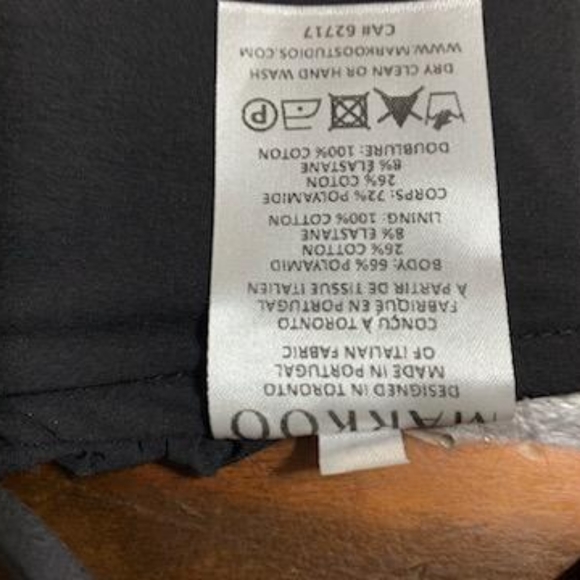 MARKOO
DESIGNED IN TORONTO
MADE IN PORTUGAL
OF ITALIAN FABRIC
CONÇU À TORONTO
FABRIQUÉ EN PORTUGAL
À PARTIR DE TISSUE ITALIEN
BODY: 66% POLYAMID
26% COTTON
8% ELASTANE
LINING: 100% COTTON
CORPS: 72% POLYAMIDE
26% COTON
8% ÉLASTANE
DOUBLURE: 100% COTON
P
DRY CLEAN OR HAND WASH
WWW.MARKOOSTUDIOS.COM
CA# 62717